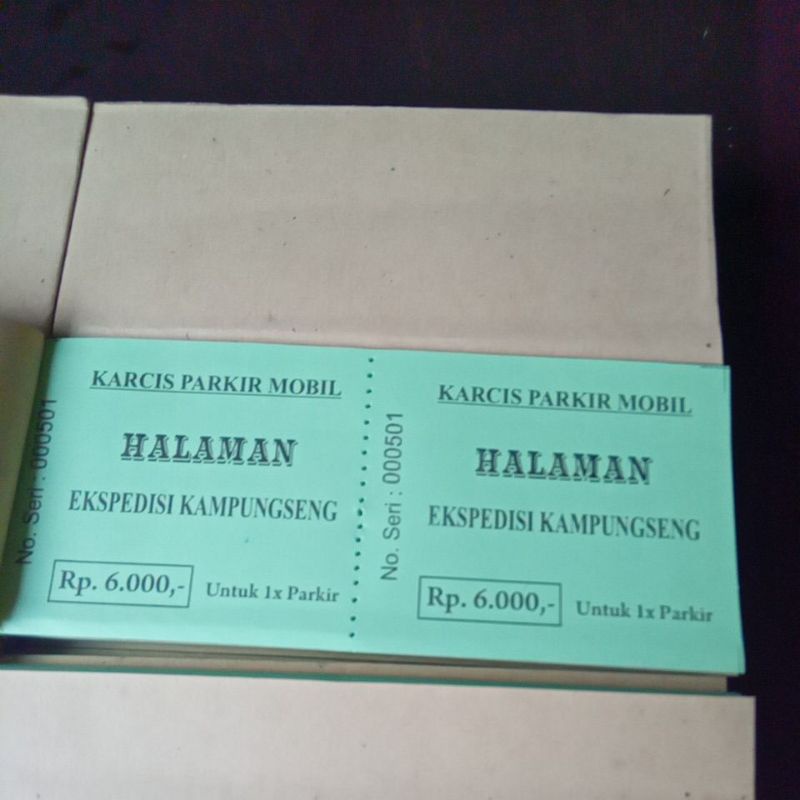 No. Seri : 000501
KARCIS PARKIR MOBIL
HALAMAN
EKSPEDISI KAMPUNGSENG
Rp. 6.000,- Untuk 1x Parkir
No. Seri : 000501
KARCIS PARKIR MOBIL
HALAMAN
EKSPEDISI KAMPUNGSENG
Rp. 6.000,- Untuk 1x Parkir